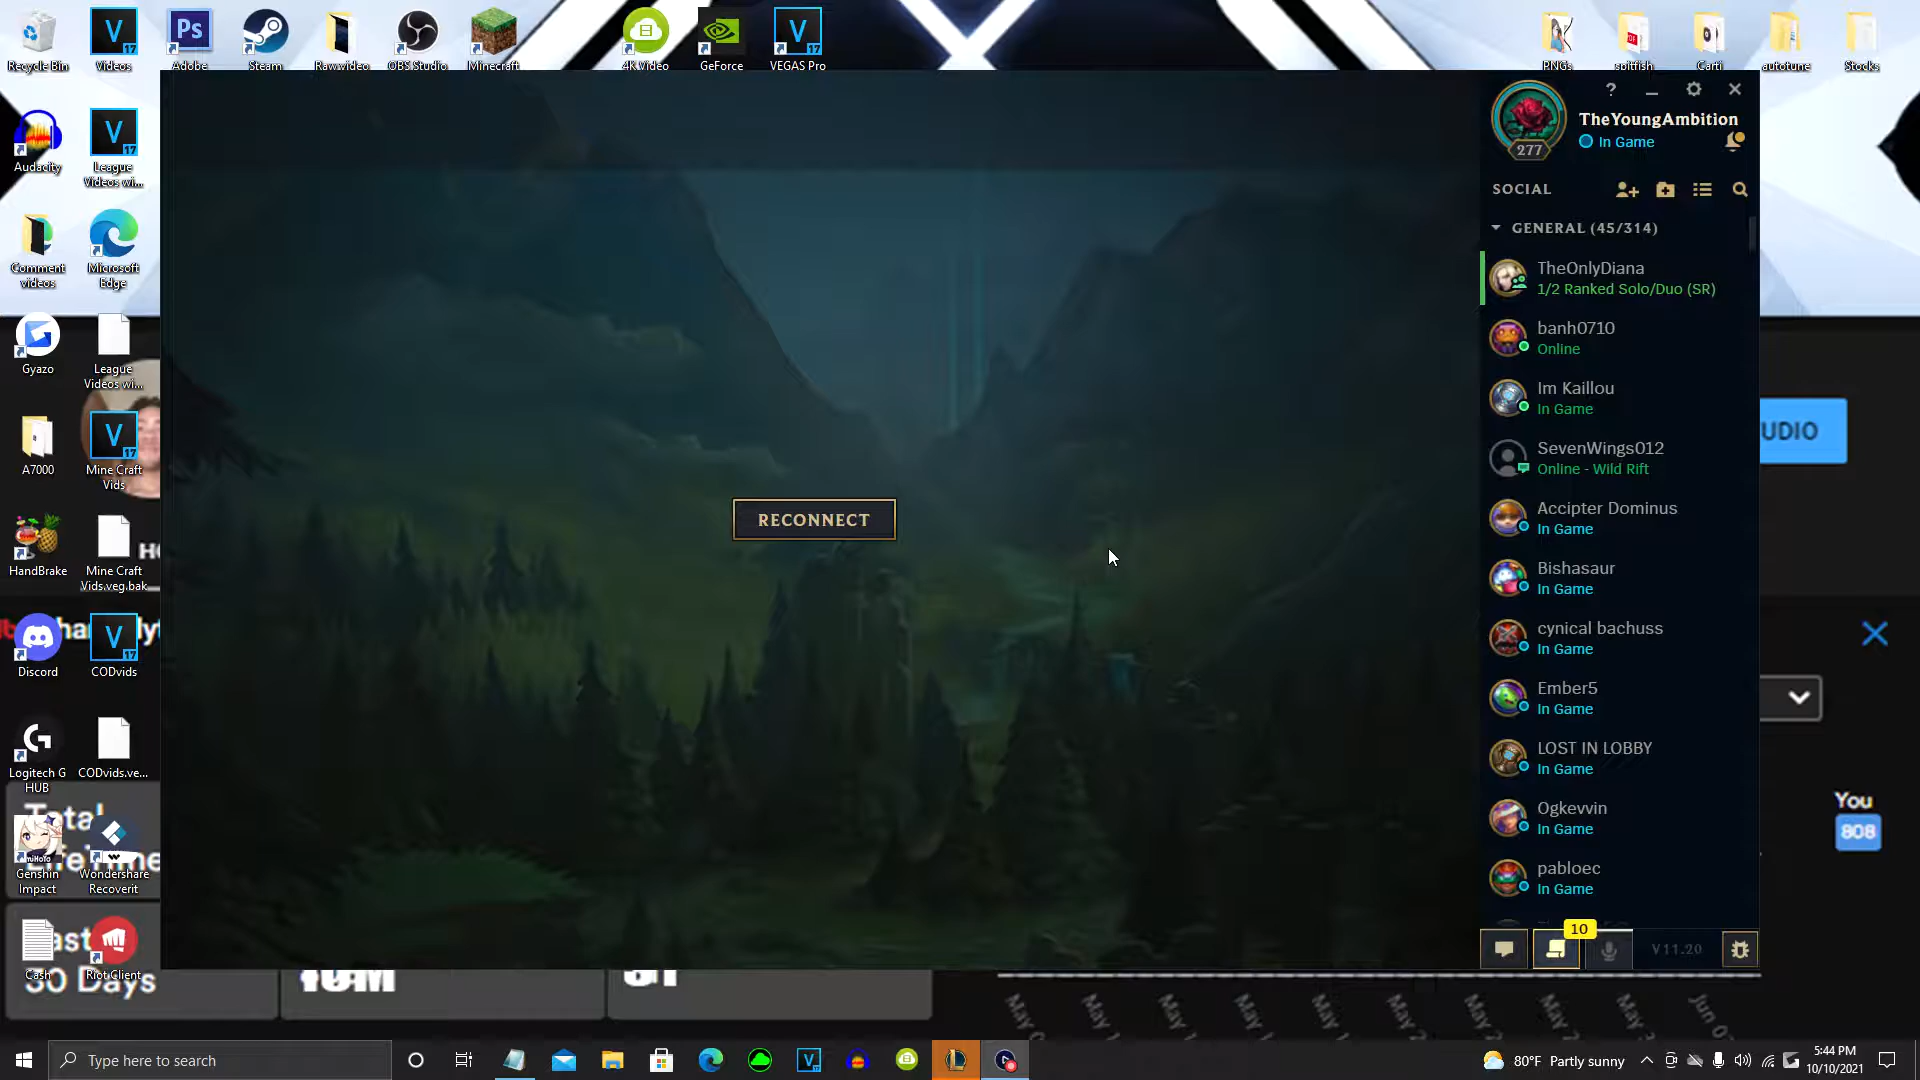 Recycle Bin
Videos
Adobe
Steam
Rawvideo
OBS Studio
Minecraft
4K Video
GeForce
VEGAS Pro
PNGs
spitfish
Carti
autotune
Stocks
Audacity
League
Videos wi...
Comment
videos
Microsoft
Edge
Gyazo
League
Videos wi...
A7000
Mine Craft
Vids
HandBrake
Mine Craft
Vids.veg.bak
Discord
CODvids
Logitech G
HUB
CODvids.ve...
Genshin
Impact
Wondershare
Recoverit
Cash
Riot Client
30 Days
RECONNECT
TheYoungAmbition
In Game
277
SOCIAL
GENERAL (45/314)
TheOnlyDiana
1/2 Ranked Solo/Duo (SR)
banh0710
Online
Im Kaillou
In Game
SevenWings012
Online - Wild Rift
Accipter Dominus
In Game
Bishasaur
In Game
cynical bachuss
In Game
Ember5
In Game
LOST IN LOBBY
In Game
Ogkevvin
In Game
pabloec
In Game
10
V11.20
UDIO
You
808
Type here to search
80°F Partly sunny
5:44 PM
10/10/2021